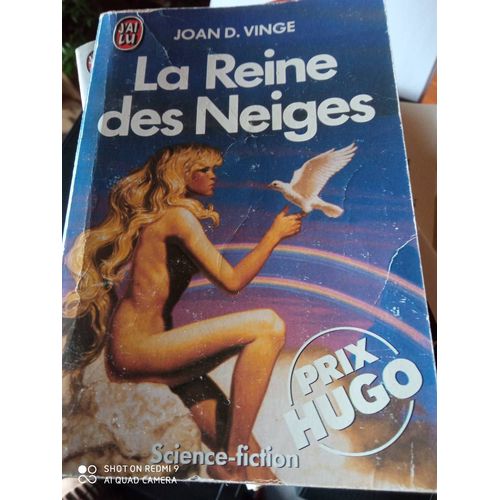 J'AI
LU
JOAN D. VINGE
La Reine
des Neiges
PRIX
HUGO
Science-fiction
SHOT ON REDMI 9
AI QUAD CAMERA